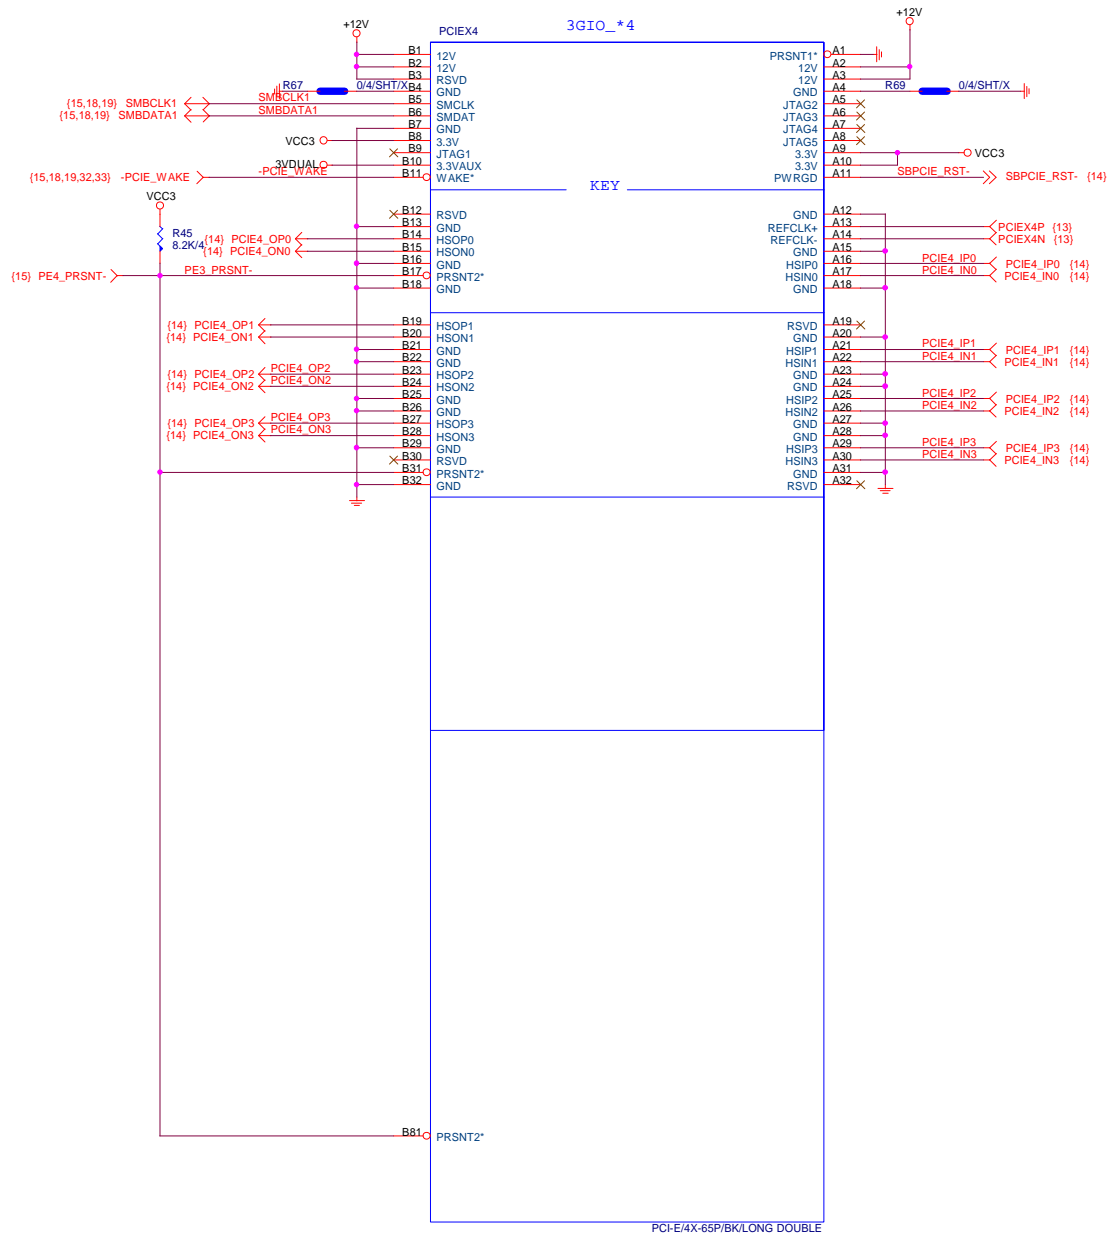 +12V
3GIO_*4
+12V
PCIEX4
B1 12V PRSNT1* A1
B2 12V 12V A2
B3 RSVD 12V A3
R67 0/4/SHT/X B4 GND GND A4 R69 0/4/SHT/X
{15,18,19} SMBCLK1 SMBCLK1 B5 SMCLK JTAG2 A5
{15,18,19} SMBDATA1 SMBDATA1 B6 SMDAT JTAG3 A6
B7 GND JTAG4 A7
VCC3 B8 3.3V JTAG5 A8
B9 JTAG1 3.3V A9 VCC3
3VDUAL B10 3.3VAUX 3.3V A10
{15,18,19,32,33} -PCIE_WAKE -PCIE_WAKE B11 WAKE* PWRGD A11 SBPCIE_RST- SBPCIE_RST- {14}
KEY
VCC3
B12 RSVD GND A12
B13 GND REFCLK+ A13 PCIEX4P {13}
R45
8.2K/4
{14} PCIE4_OP0 B14 HSOP0 REFCLK- A14 PCIEX4N {13}
{14} PCIE4_ON0 B15 HSON0 GND A15
B16 GND HSIP0 A16 PCIE4_IP0 PCIE4_IP0 {14}
{15} PE4_PRSNT- PE3_PRSNT- B17 PRSNT2* HSIN0 A17 PCIE4_IN0 PCIE4_IN0 {14}
B18 GND GND A18
{14} PCIE4_OP1 B19 HSOP1 RSVD A19
{14} PCIE4_ON1 B20 HSON1 GND A20
B21 GND HSIP1 A21 PCIE4_IP1 PCIE4_IP1 {14}
B22 GND HSIN1 A22 PCIE4_IN1 PCIE4_IN1 {14}
{14} PCIE4_OP2 PCIE4_OP2 B23 HSOP2 GND A23
{14} PCIE4_ON2 PCIE4_ON2 B24 HSON2 GND A24
B25 GND HSIP2 A25 PCIE4_IP2 PCIE4_IP2 {14}
B26 GND HSIN2 A26 PCIE4_IN2 PCIE4_IN2 {14}
{14} PCIE4_OP3 PCIE4_OP3 B27 HSOP3 GND A27
{14} PCIE4_ON3 PCIE4_ON3 B28 HSON3 GND A28
B29 GND HSIP3 A29 PCIE4_IP3 PCIE4_IP3 {14}
B30 RSVD HSIN3 A30 PCIE4_IN3 PCIE4_IN3 {14}
B31 PRSNT2* GND A31
B32 GND RSVD A32
B81 PRSNT2*
PCI-E/4X-65P/BK/LONG DOUBLE